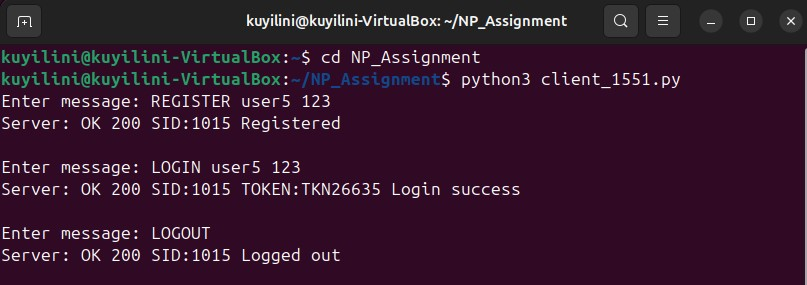 kuyilini@kuyilini-VirtualBox: ~/NP_Assignment
kuyilini@kuyilini-VirtualBox:~$ cd NP_Assignment
kuyilini@kuyilini-VirtualBox:~/NP_Assignment$ python3 client_1551.py
Enter message: REGISTER user5 123
Server: OK 200 SID:1015 Registered
Enter message: LOGIN user5 123
Server: OK 200 SID:1015 TOKEN:TKN26635 Login success
Enter message: LOGOUT
Server: OK 200 SID:1015 Logged out